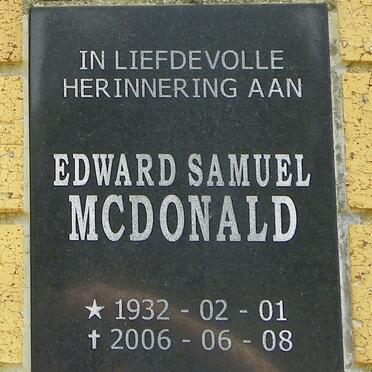 IN LIEFDEVOLLE
HERINNERING AAN
EDWARD SAMUEL
MCDONALD
★ 1932 - 02 - 01
✝ 2006 - 06 - 08